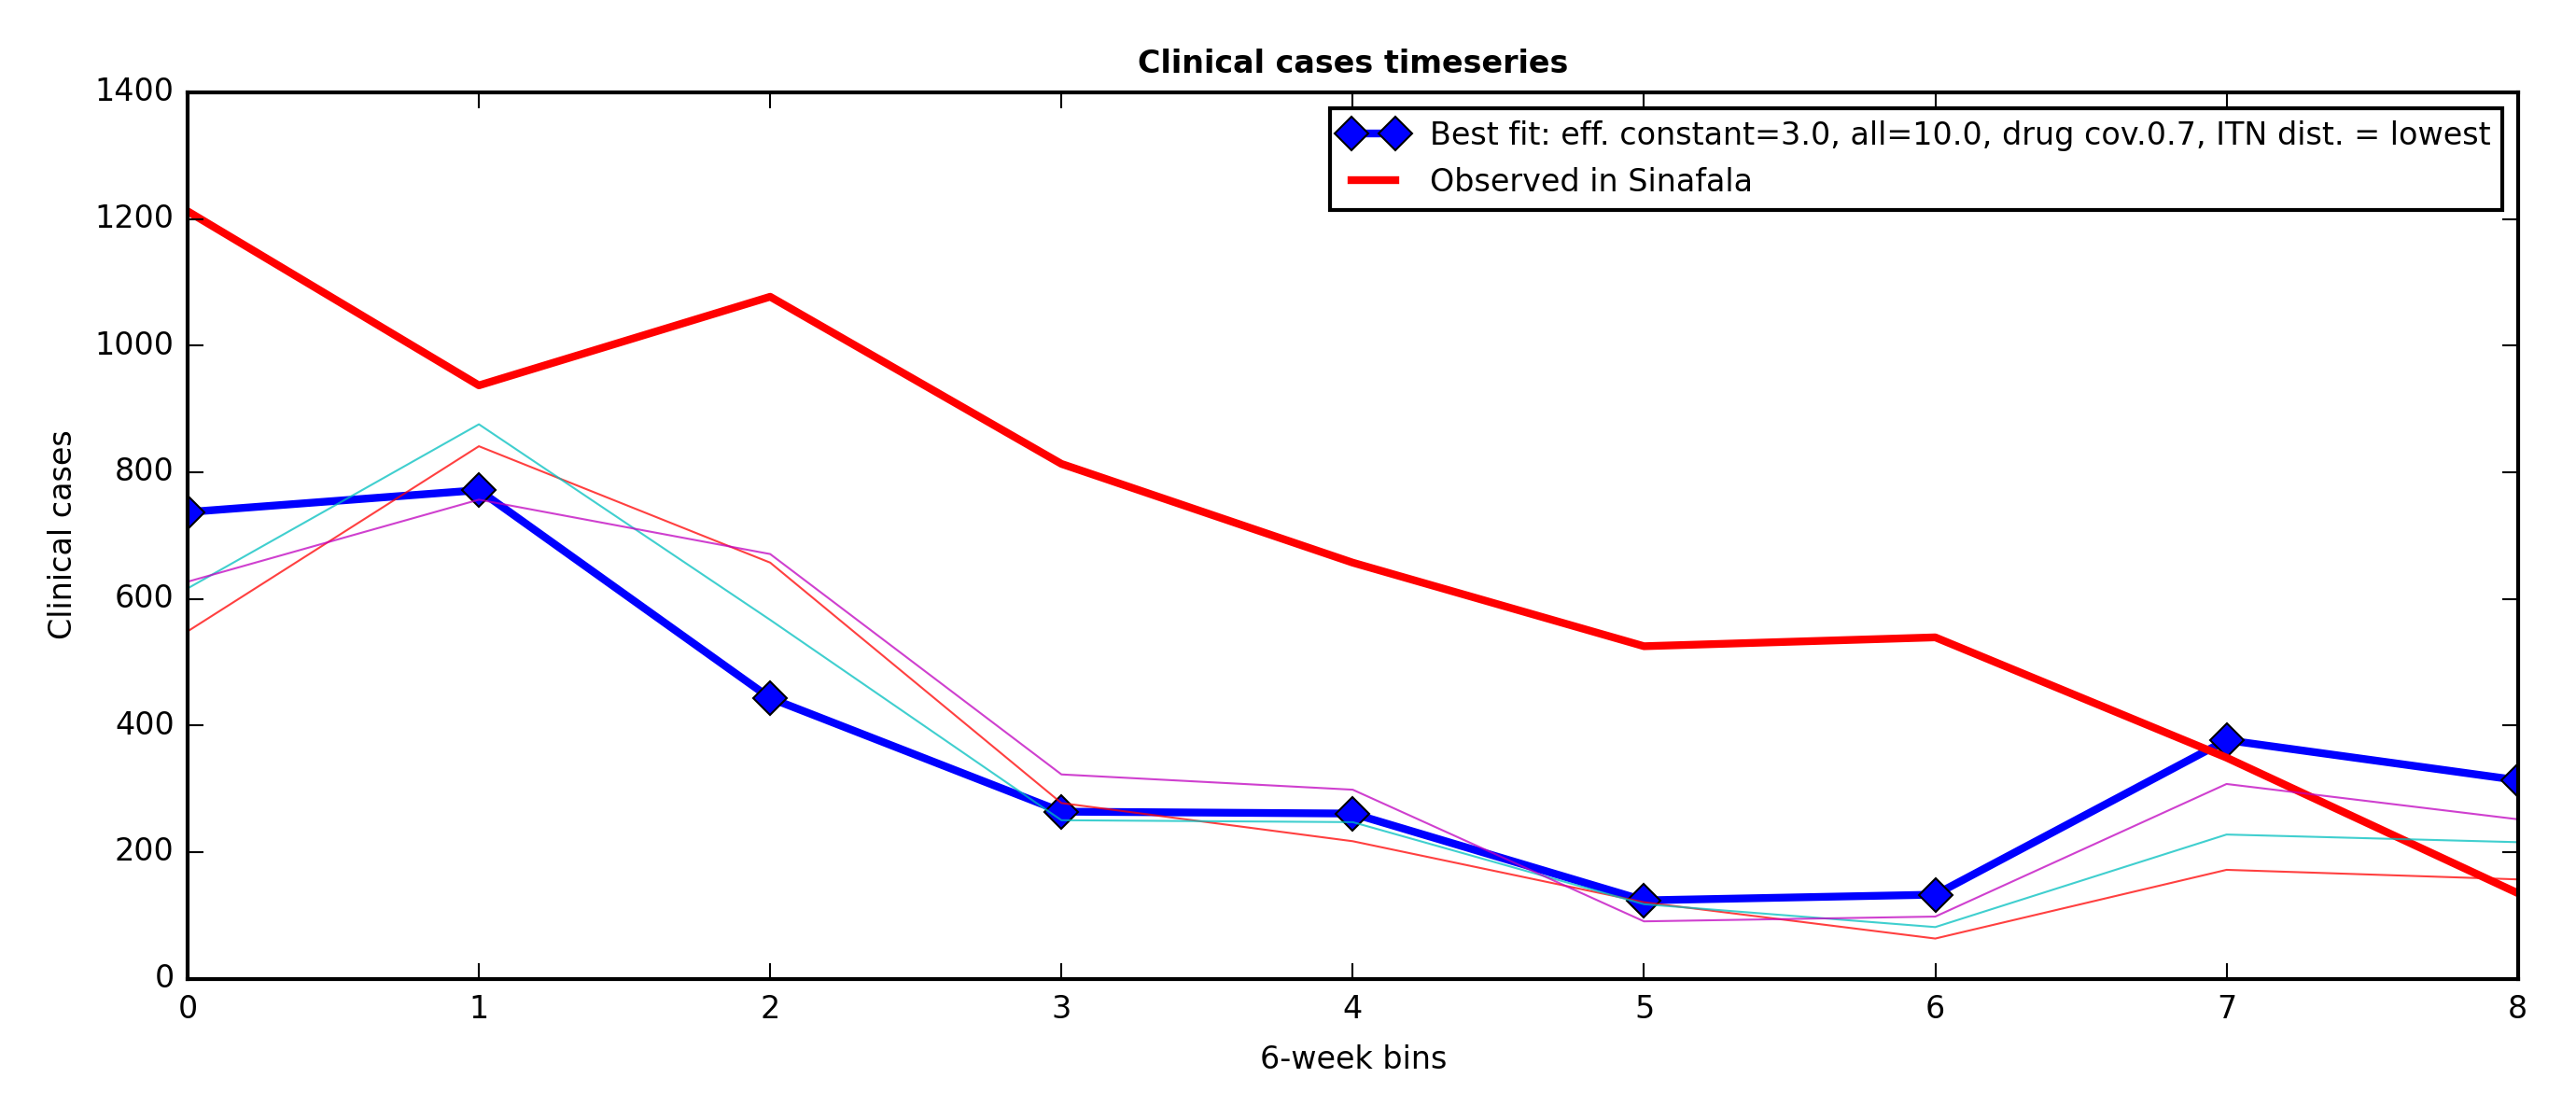 Clinical cases timeseries
1400
1200
1000
800
600
400
200
0
Clinical cases
Best fit: eff. constant=3.0, all=10.0, drug cov.0.7, ITN dist. = lowest
Observed in Sinafala
0 1 2 3 4 5 6 7 8
6-week bins